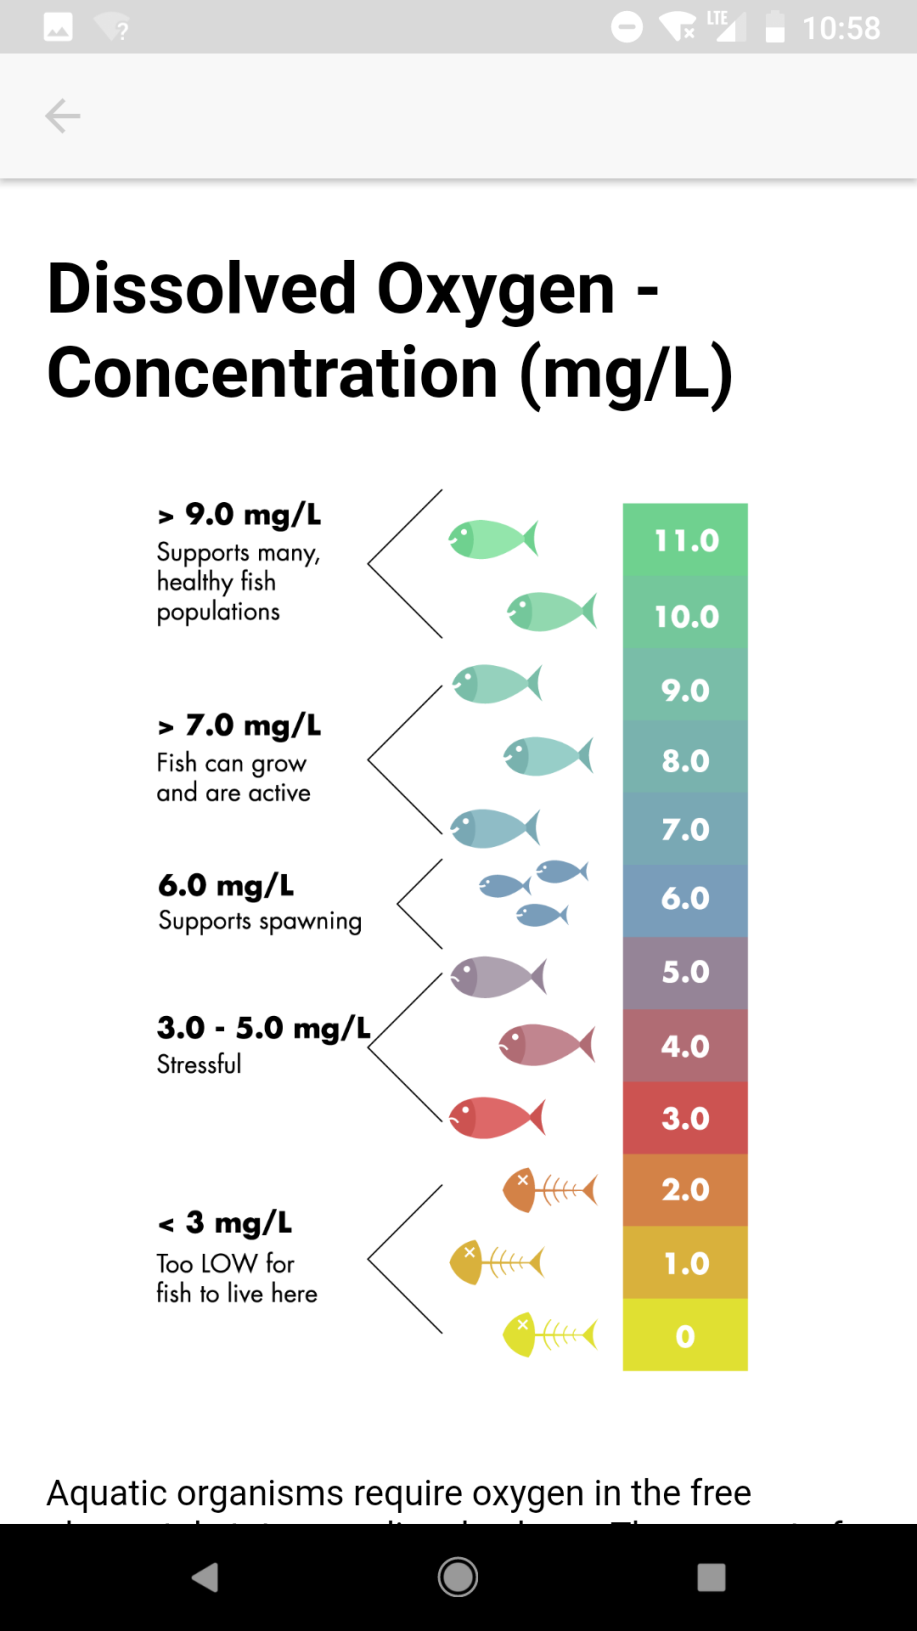 LTE
10:58
Dissolved Oxygen -
Concentration (mg/L)
> 9.0 mg/L
Supports many,
healthy fish
populations
> 7.0 mg/L
Fish can grow
and are active
6.0 mg/L
Supports spawning
3.0 - 5.0 mg/L
Stressful
< 3 mg/L
Too LOW for
fish to live here
11.0
10.0
9.0
8.0
7.0
6.0
5.0
4.0
3.0
2.0
1.0
0
Aquatic organisms require oxygen in the free